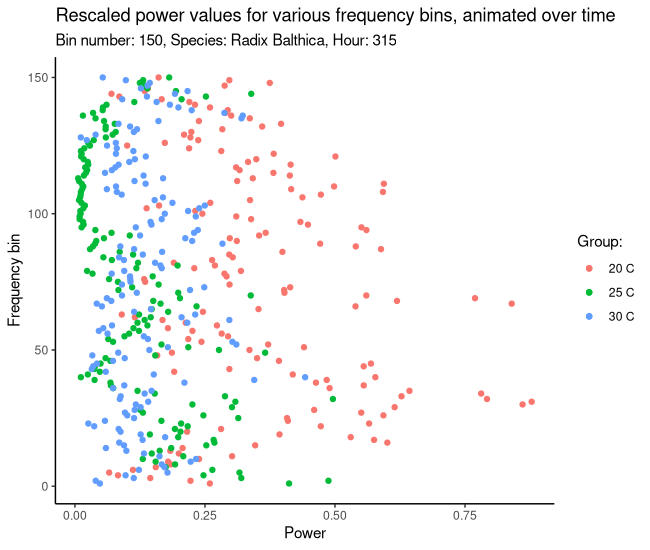 Rescaled power values for various frequency bins, animated over time
Bin number: 150, Species: Radix Balthica, Hour: 315
150
100
50
0
Frequency bin
0.00
0.25
0.50
0.75
Power
Group:
20 C
25 C
30 C